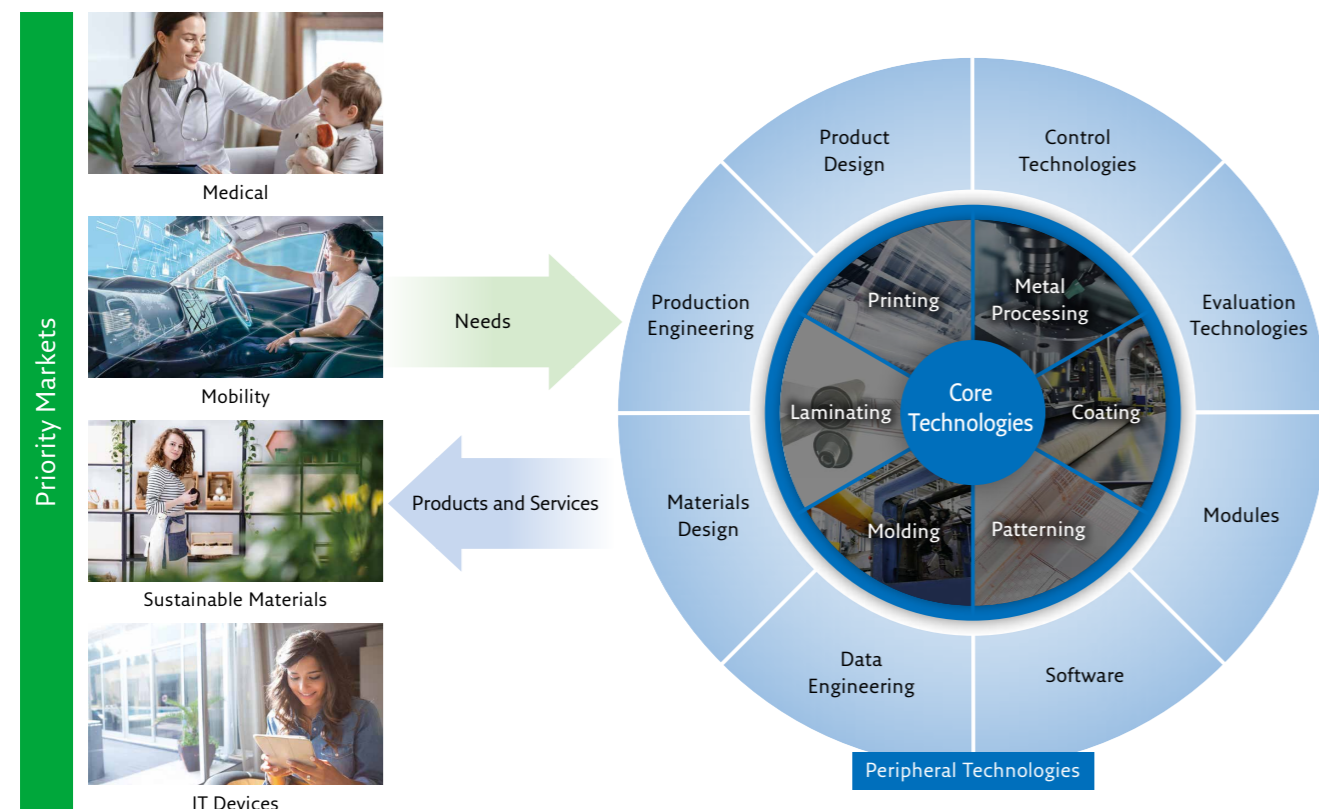 Priority Markets
Medical
Mobility
Sustainable Materials
IT Devices
Needs
Products and Services
Product
Design
Control
Technologies
Production
Engineering
Evaluation
Technologies
Materials
Design
Modules
Data
Engineering
Software
Printing
Metal
Processing
Laminating
Core
Technologies
Coating
Molding
Patterning
Peripheral Technologies